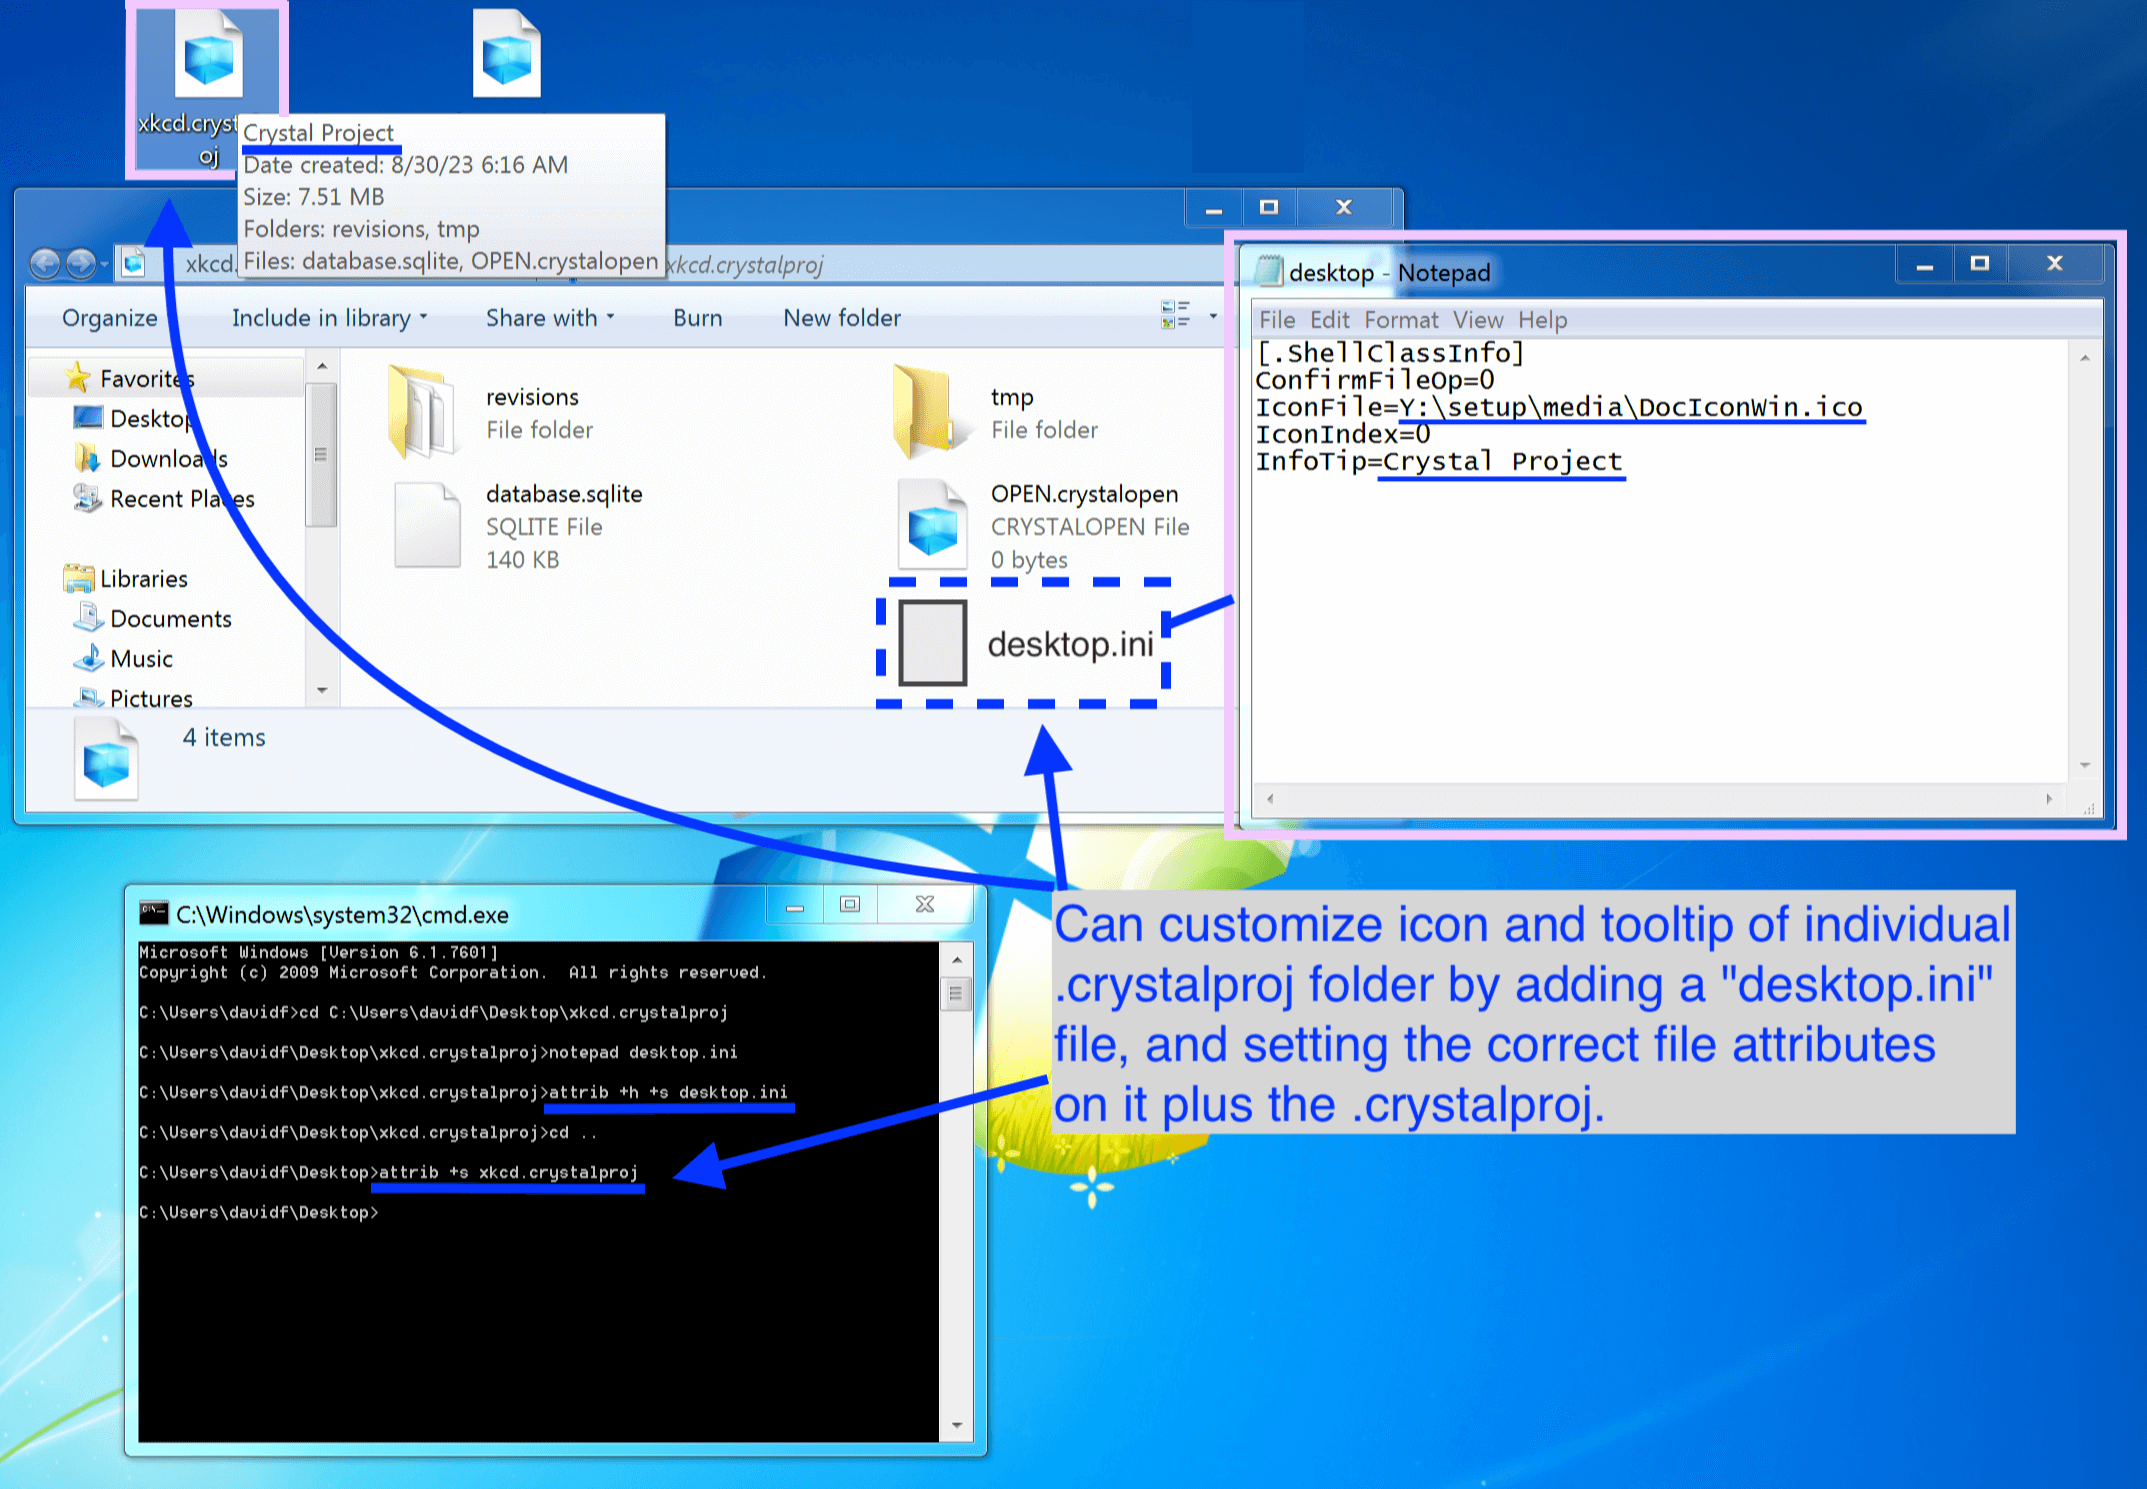 xkcd.cryst
oj
Crystal Project
Date created: 8/30/23 6:16 AM
Size: 7.51 MB
Folders: revisions, tmp
Files: database.sqlite, OPEN.crystalopen
xkcd.
xkcd.crystalproj
Organize
Include in library
Share with
Burn
New folder
Favorites
Desktop
Downloads
Recent Places
Libraries
Documents
Music
Pictures
revisions
File folder
tmp
File folder
database.sqlite
SQLITE File
140 KB
OPEN.crystalopen
CRYSTALOPEN File
0 bytes
desktop.ini
4 items
desktop - Notepad
File Edit Format View Help
[.ShellClassInfo]
ConfirmFileOp=0
IconFile=Y:\setup\media\DocIconWin.ico
IconIndex=0
InfoTip=Crystal Project
C:\Windows\system32\cmd.exe
Microsoft Windows [Version 6.1.7601]
Copyright (c) 2009 Microsoft Corporation.  All rights reserved.
C:\Users\davidf>cd C:\Users\davidf\Desktop\xkcd.crystalproj
C:\Users\davidf\Desktop\xkcd.crystalproj>notepad desktop.ini
C:\Users\davidf\Desktop\xkcd.crystalproj>attrib +h +s desktop.ini
C:\Users\davidf\Desktop\xkcd.crystalproj>cd ..
C:\Users\davidf\Desktop>attrib +s xkcd.crystalproj
C:\Users\davidf\Desktop>
Can customize icon and tooltip of individual
.crystalproj folder by adding a "desktop.ini"
file, and setting the correct file attributes
on it plus the .crystalproj.